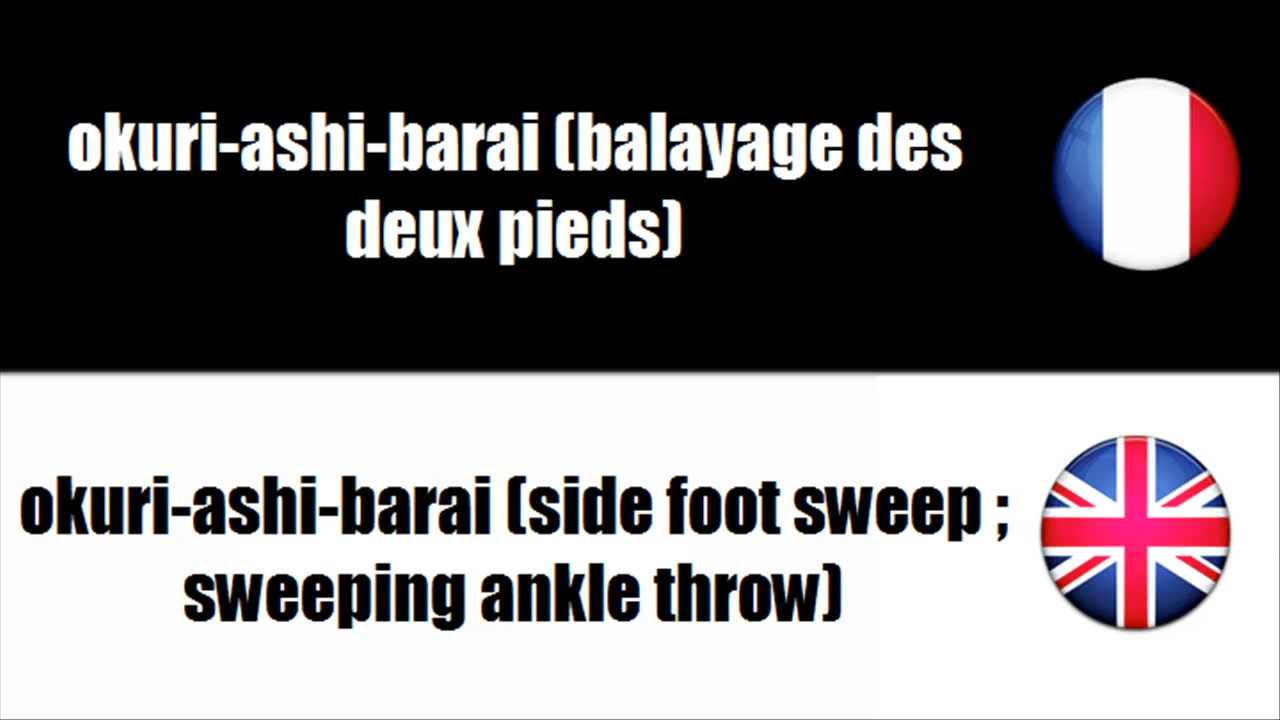 okuri-ashi-barai (balayage des
deux pieds)
okuri-ashi-barai (side foot sweep ;
sweeping ankle throw)